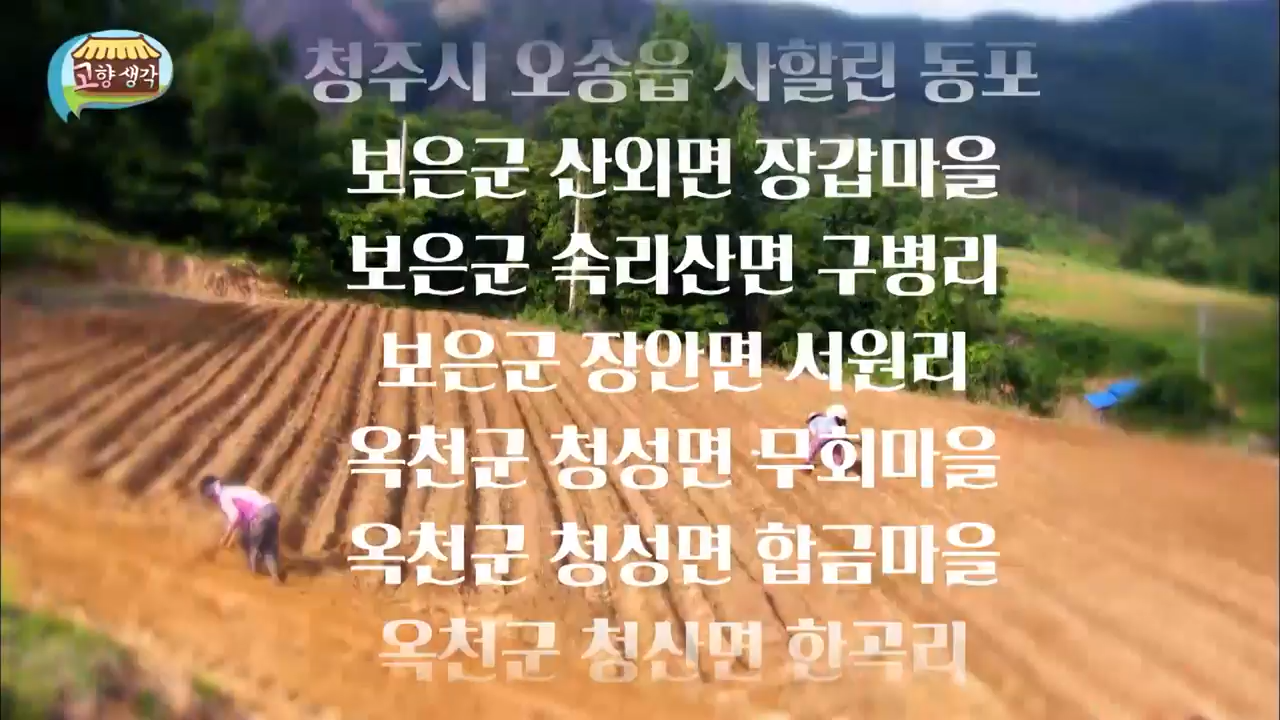 고향 생각
청주시 오송읍 사할린 동포
보은군 산외면 장갑마을
보은군 속리산면 구병리
보은군 장안면 서원리
옥천군 청성면 무회마을
옥천군 청성면 합금마을
옥천군 청산면 한곡리